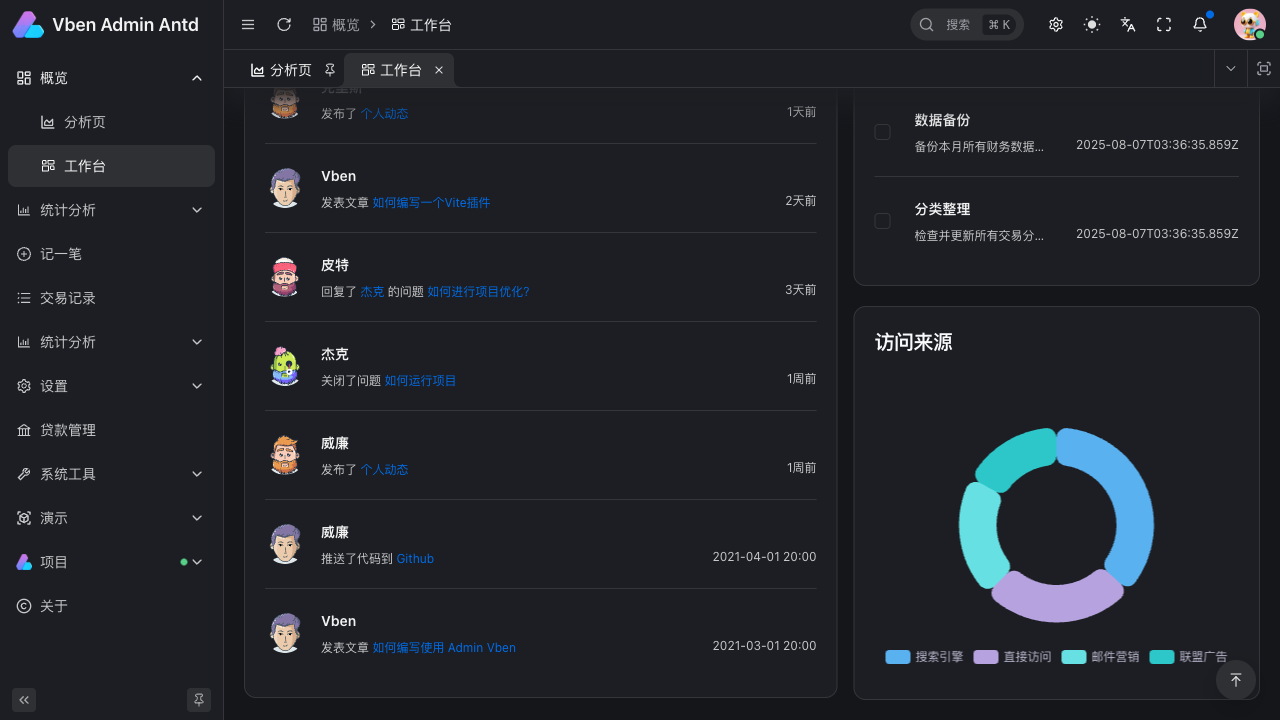 Vben Admin Antd
概览
分析页
工作台
统计分析
记一笔
交易记录
统计分析
设置
贷款管理
系统工具
演示
项目
关于
概览
工作台
搜索
⌘ K
分析页
工作台
发布了 个人动态
1天前
Vben
发表文章 如何编写一个Vite插件
2天前
皮特
回复了 杰克 的问题 如何进行项目优化?
3天前
杰克
关闭了问题 如何运行项目
1周前
威廉
发布了 个人动态
1周前
威廉
推送了代码到 Github
2021-04-01 20:00
Vben
发表文章 如何编写使用 Admin Vben
2021-03-01 20:00
数据备份
备份本月所有财务数据...
2025-08-07T03:36:35.859Z
分类整理
检查并更新所有交易分...
2025-08-07T03:36:35.859Z
访问来源
搜索引擎
直接访问
邮件营销
联盟广告